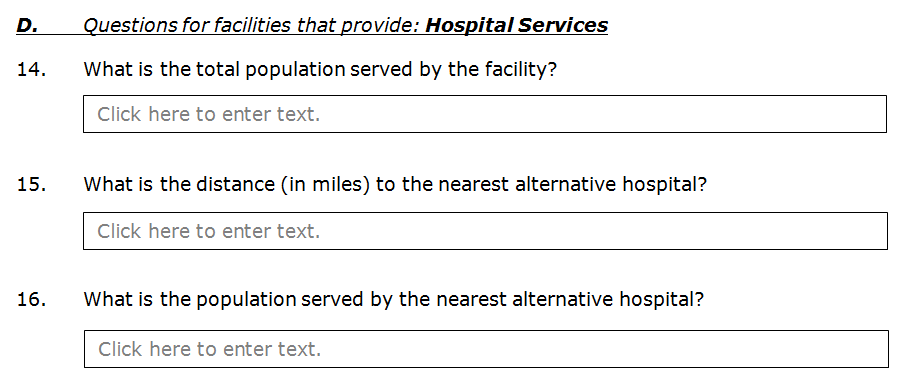 D. Questions for facilities that provide: Hospital Services
14. What is the total population served by the facility?
Click here to enter text.
15. What is the distance (in miles) to the nearest alternative hospital?
Click here to enter text.
16. What is the population served by the nearest alternative hospital?
Click here to enter text.